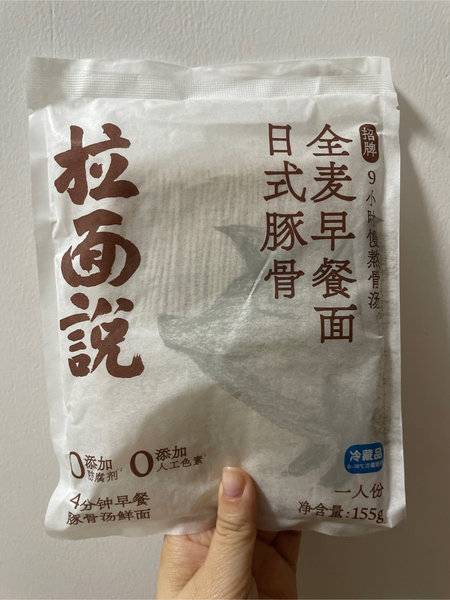 拉面說
招牌
9小时慢熬骨汤
全麦早餐面
日式豚骨
0添加
防腐剂
0添加
人工色素
4分钟早餐
豚骨汤鲜面
冷藏品
一人份
净含量:155g